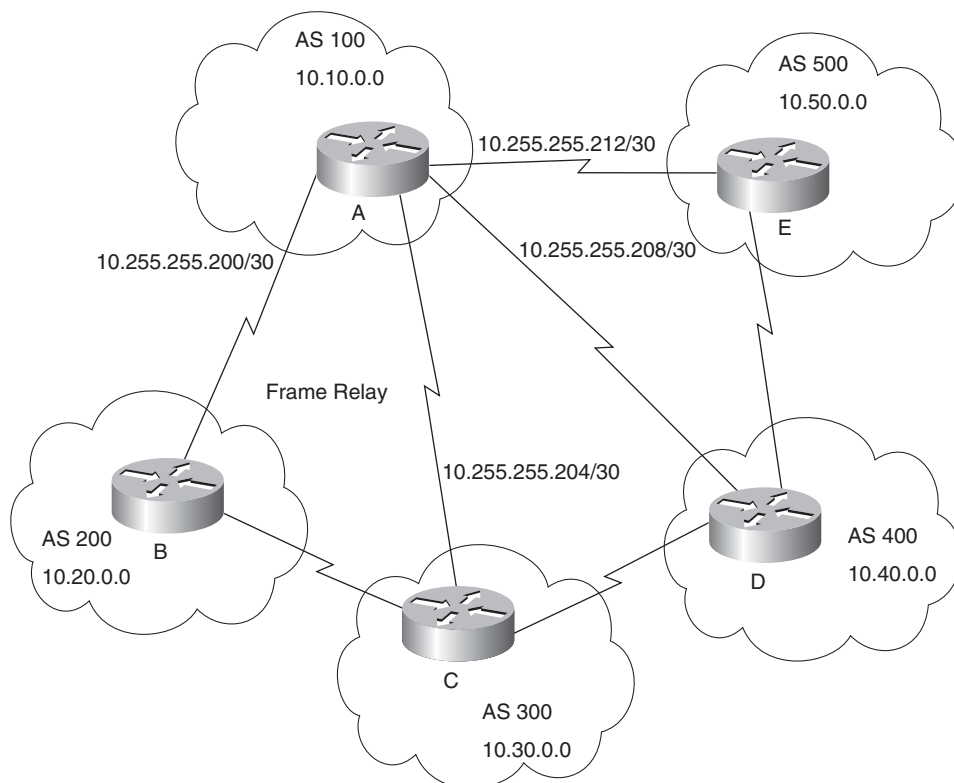 AS 100
10.10.0.0
AS 500
10.50.0.0
10.255.255.212/30
A
E
10.255.255.208/30
10.255.255.200/30
Frame Relay
10.255.255.204/30
AS 200
10.20.0.0
B
AS 400
10.40.0.0
D
C
AS 300
10.30.0.0